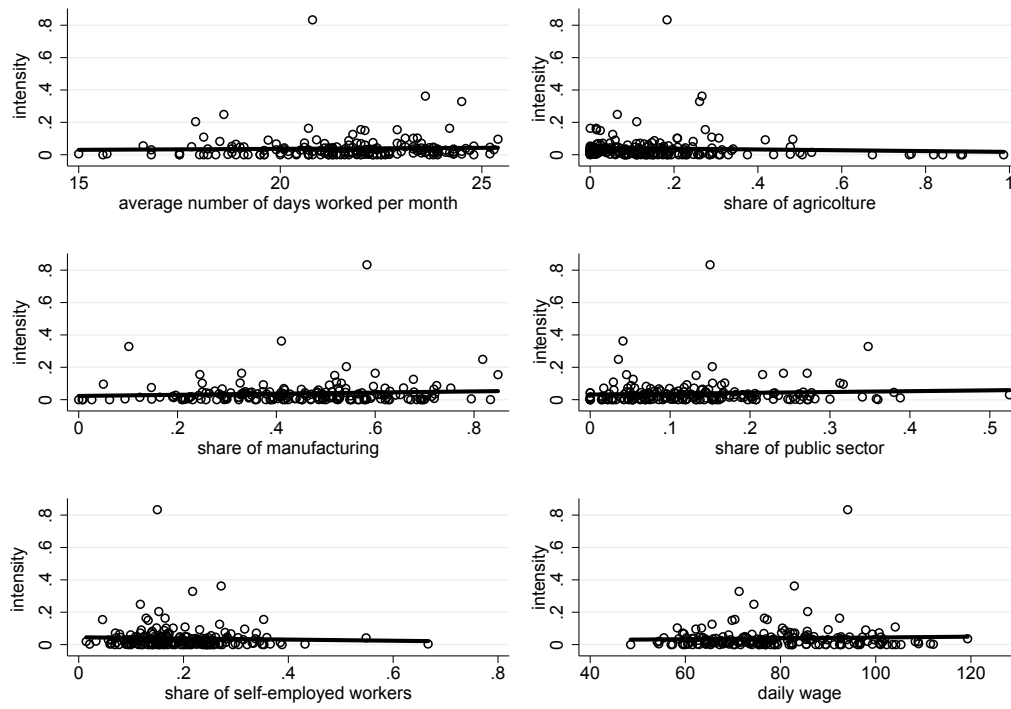 intensity
0 .2 .4 .6 .8
15 20 25
average number of days worked per month
intensity
0 .2 .4 .6 .8
0 .2 .4 .6 .8 1
share of agricolture
intensity
0 .2 .4 .6 .8
0 .2 .4 .6 .8
share of manufacturing
intensity
0 .2 .4 .6 .8
0 .1 .2 .3 .4 .5
share of public sector
intensity
0 .2 .4 .6 .8
0 .2 .4 .6 .8
share of self-employed workers
intensity
0 .2 .4 .6 .8
40 60 80 100 120
daily wage